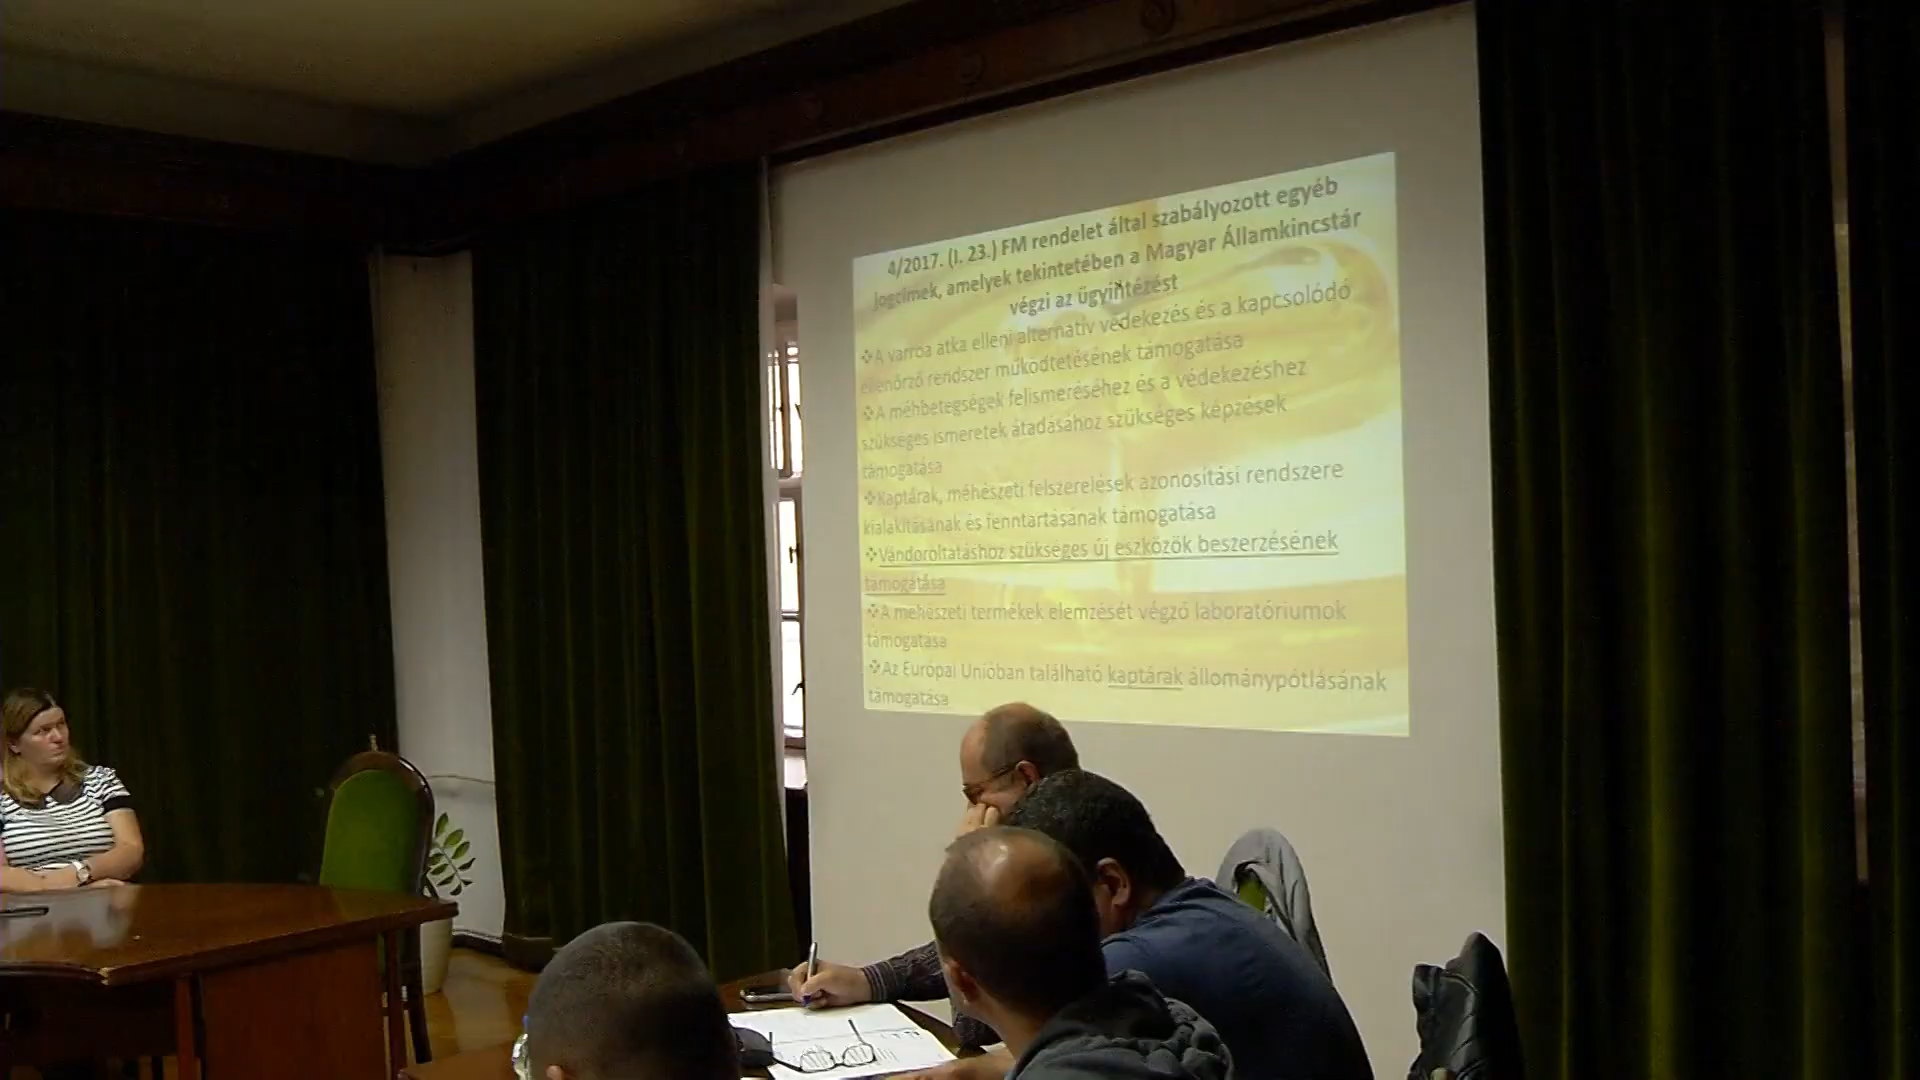 4/2017. (I. 23.) FM rendelet által szabályozott egyéb
jogcímek, amelyek tekintetében a Magyar Államkincstár
végzi az ügyintézést
❖A varroa atka elleni alternatív védekezés és a kapcsolódó
ellenőrző rendszer működtetésének támogatása
❖A méhbetegségek felismeréséhez és a védekezéshez
szükséges ismeretek átadásához szükséges képzések
támogatása
❖Kaptárak, méhészeti felszerelések azonosítási rendszere
kialakításának és fenntartásának támogatása
❖Vándoroltatáshoz szükséges új eszközök beszerzésének
támogatása
❖A méhészeti termékek elemzését végző laboratóriumok
támogatása
❖Az Európai Unióban található kaptárak állománypótlásának
támogatása